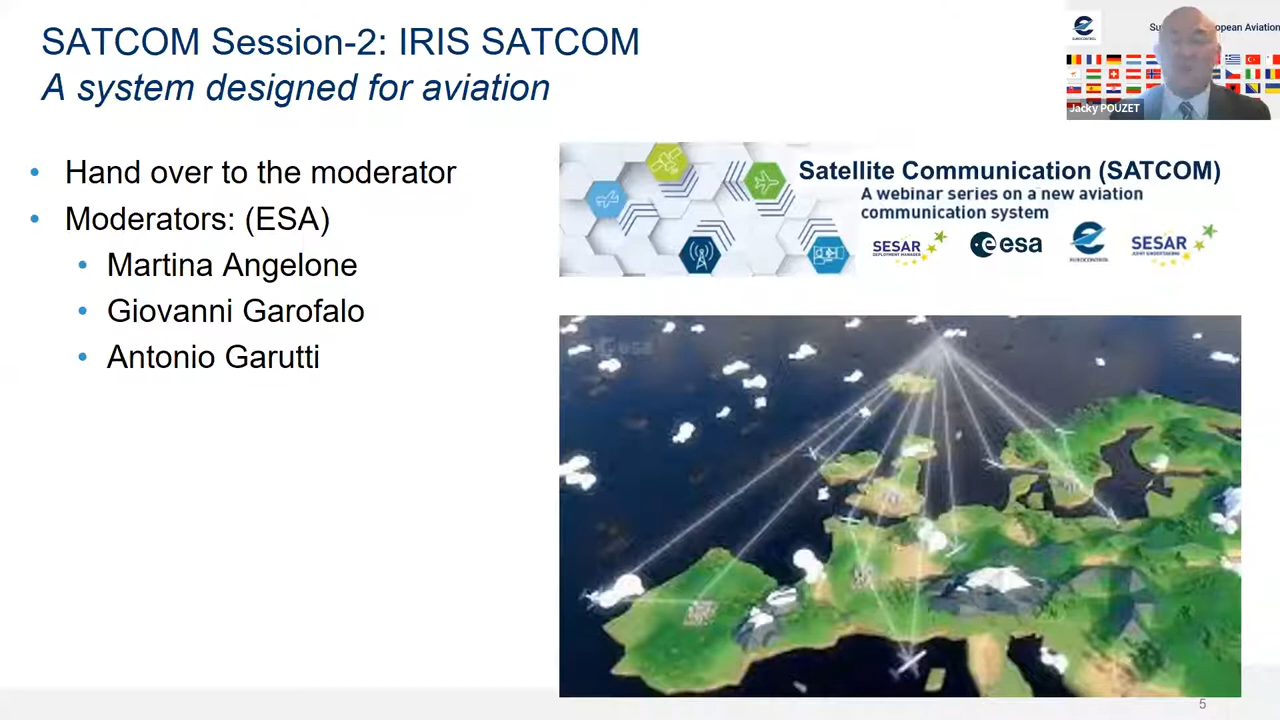 SATCOM Session-2: IRIS SATCOM
A system designed for aviation
EUROCONTROL
Jacky POUZET
• Hand over to the moderator
• Moderators: (ESA)
• Martina Angelone
• Giovanni Garofalo
• Antonio Garutti
Satellite Communication (SATCOM)
A webinar series on a new aviation
communication system
SESAR
DEPLOYMENT MANAGER
esa
EUROCONTROL
SESAR
JOINT UNDERTAKING
esa
5